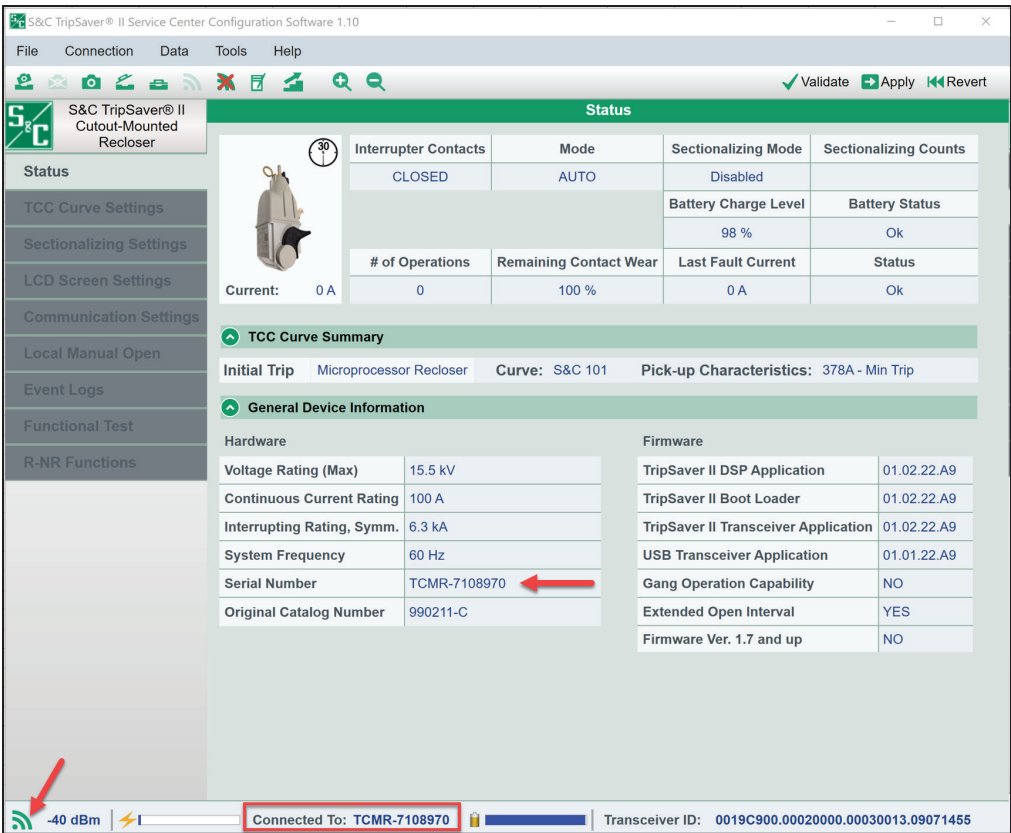 S&C TripSaver® II Service Center Configuration Software 1.10
File Connection Data Tools Help
Validate Apply Revert
S&C
S&C TripSaver® II
Cutout-Mounted
Recloser
Status
TCC Curve Settings
Sectionalizing Settings
LCD Screen Settings
Communication Settings
Local Manual Open
Event Logs
Functional Test
R-NR Functions
Status
30
Interrupter Contacts Mode Sectionalizing Mode Sectionalizing Counts
CLOSED AUTO Disabled
Battery Charge Level Battery Status
98 % Ok
# of Operations Remaining Contact Wear Last Fault Current Status
Current: 0 A 0 100 % 0 A Ok
TCC Curve Summary
Initial Trip Microprocessor Recloser Curve: S&C 101 Pick-up Characteristics: 378A - Min Trip
General Device Information
Hardware
Voltage Rating (Max) 15.5 kV
Continuous Current Rating 100 A
Interrupting Rating, Symm. 6.3 kA
System Frequency 60 Hz
Serial Number TCMR-7108970
Original Catalog Number 990211-C
Firmware
TripSaver II DSP Application 01.02.22.A9
TripSaver II Boot Loader 01.02.22.A9
TripSaver II Transceiver Application 01.02.22.A9
USB Transceiver Application 01.01.22.A9
Gang Operation Capability NO
Extended Open Interval YES
Firmware Ver. 1.7 and up NO
-40 dBm Connected To: TCMR-7108970 Transceiver ID: 0019C900.00020000.00030013.09071455